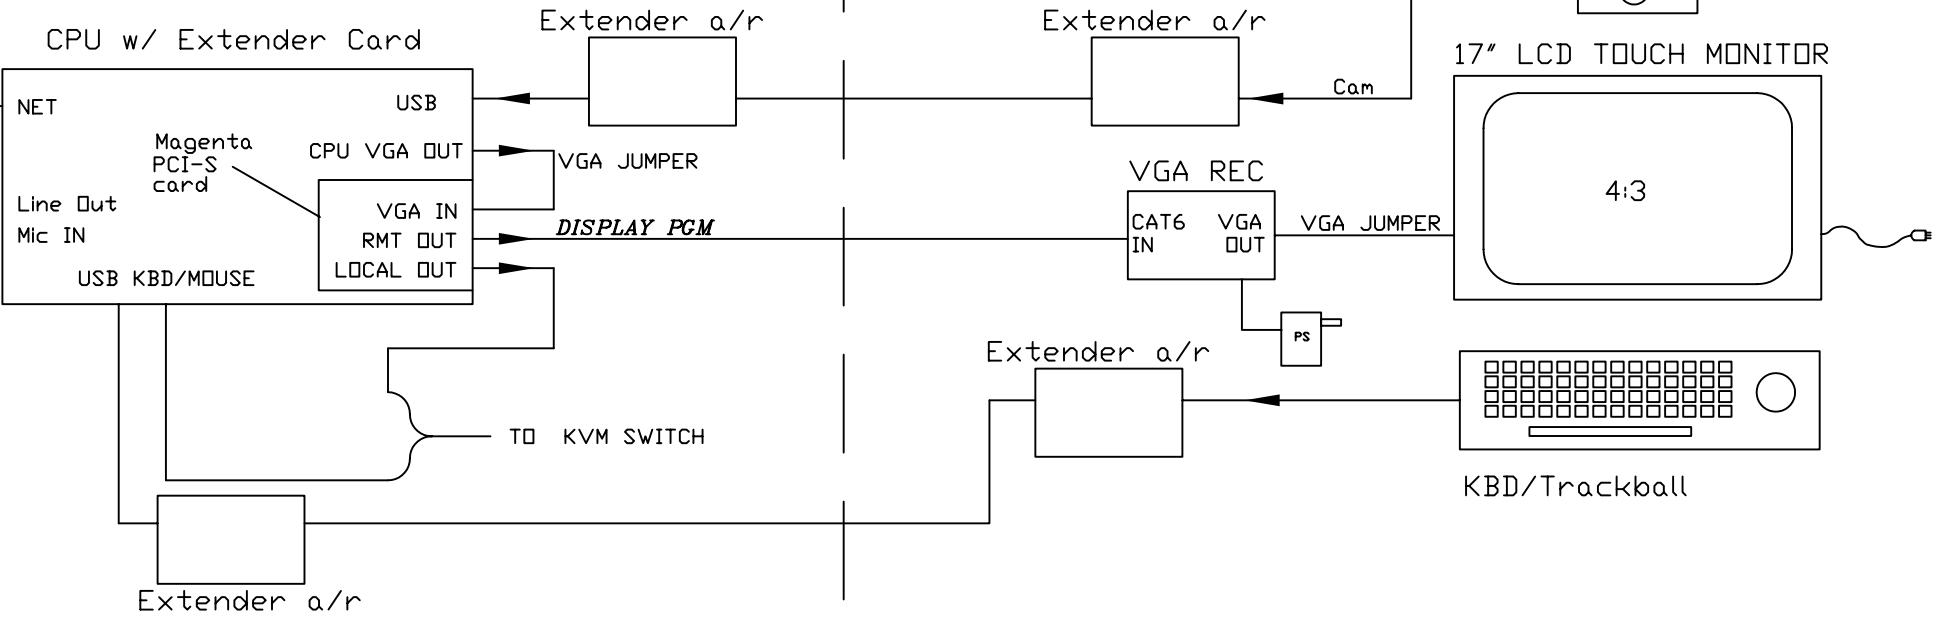 Extender a/r
Extender a/r
CPU w/ Extender Card
17" LCD TOUCH MONITOR
NET
USB
Cam
Magenta
PCI-S
card
CPU VGA OUT
VGA JUMPER
VGA REC
4:3
Line Out
Mic IN
VGA IN
RMT OUT
LOCAL OUT
DISPLAY PGM
CAT6
IN
VGA
OUT
VGA JUMPER
USB KBD/MOUSE
PS
Extender a/r
TO KVM SWITCH
KBD/Trackball
Extender a/r